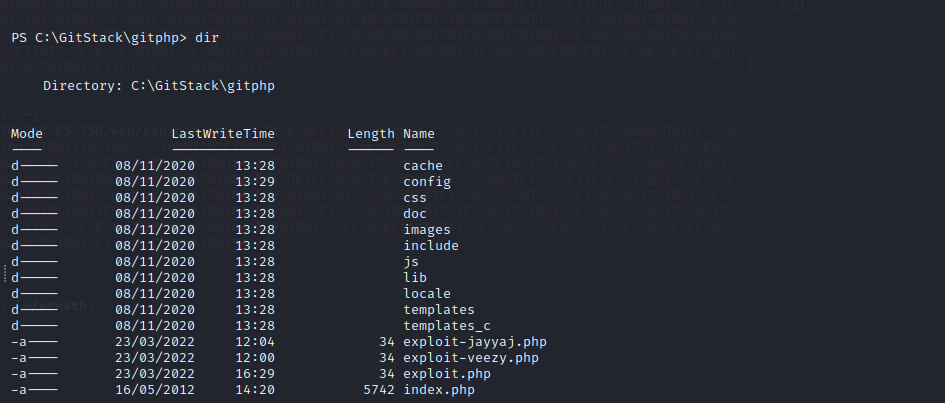 PS C:\GitStack\gitphp> dir
Directory: C:\GitStack\gitphp
Mode LastWriteTime Length Name
---- ------------- ------ ----
d----- 08/11/2020 13:28 cache
d----- 08/11/2020 13:29 config
d----- 08/11/2020 13:28 css
d----- 08/11/2020 13:28 doc
d----- 08/11/2020 13:28 images
d----- 08/11/2020 13:28 include
d----- 08/11/2020 13:28 js
d----- 08/11/2020 13:28 lib
d----- 08/11/2020 13:28 locale
d----- 08/11/2020 13:28 templates
d----- 08/11/2020 13:28 templates_c
-a---- 23/03/2022 12:04 34 exploit-jayyaj.php
-a---- 23/03/2022 12:00 34 exploit-veezy.php
-a---- 23/03/2022 16:29 34 exploit.php
-a---- 16/05/2012 14:20 5742 index.php